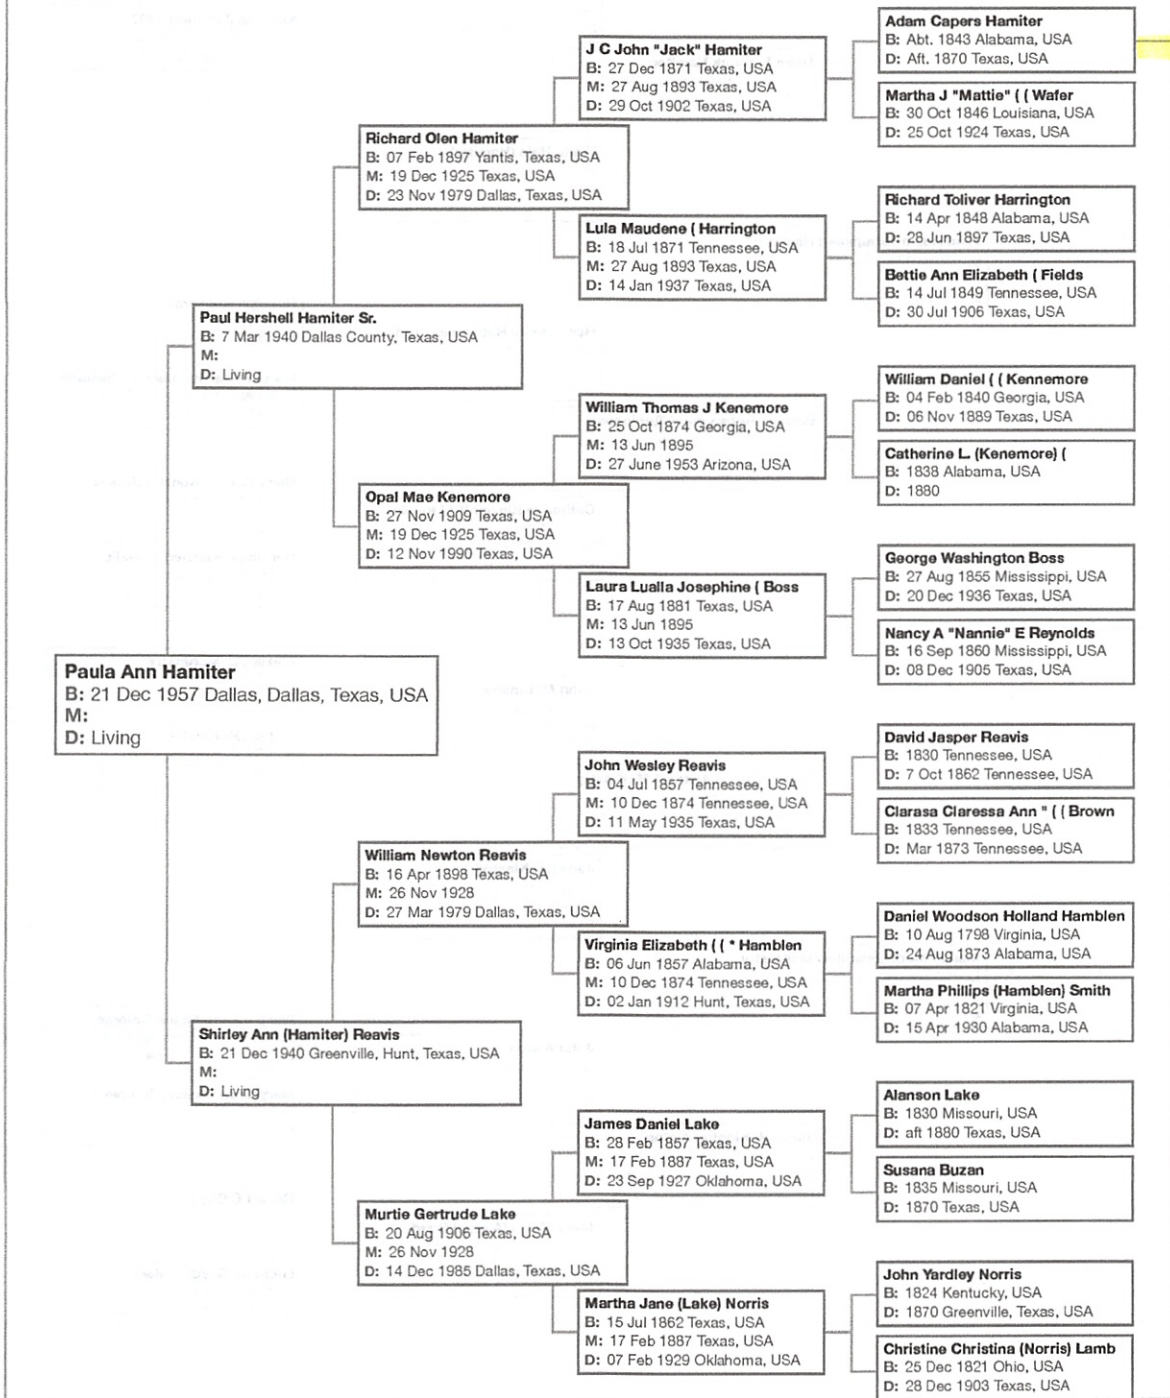 Adam Capers Hamiter
B: Abt. 1843 Alabama, USA
D: Aft. 1870 Texas, USA
J C John "Jack" Hamiter
B: 27 Dec 1871 Texas, USA
M: 27 Aug 1893 Texas, USA
D: 29 Oct 1902 Texas, USA
Martha J "Mattie" ( ( Wafer
B: 30 Oct 1846 Louisiana, USA
D: 25 Oct 1924 Texas, USA
Richard Olen Hamiter
B: 07 Feb 1897 Yantis, Texas, USA
M: 19 Dec 1925 Texas, USA
D: 23 Nov 1979 Dallas, Texas, USA
Richard Toliver Harrington
B: 14 Apr 1848 Alabama, USA
D: 28 Jun 1897 Texas, USA
Lula Maudene ( Harrington
B: 18 Jul 1871 Tennessee, USA
M: 27 Aug 1893 Texas, USA
D: 14 Jan 1937 Texas, USA
Bettie Ann Elizabeth ( Fields
B: 14 Jul 1849 Tennessee, USA
D: 30 Jul 1906 Texas, USA
Paul Hershell Hamiter Sr.
B: 7 Mar 1940 Dallas County, Texas, USA
M:
D: Living
William Daniel ( ( Kennemore
B: 04 Feb 1840 Georgia, USA
D: 06 Nov 1889 Texas, USA
William Thomas J Kenemore
B: 25 Oct 1874 Georgia, USA
M: 13 Jun 1895
D: 27 June 1953 Arizona, USA
Catherine L. (Kenemore) (
B: 1838 Alabama, USA
D: 1880
Opal Mae Kenemore
B: 27 Nov 1909 Texas, USA
M: 19 Dec 1925 Texas, USA
D: 12 Nov 1990 Texas, USA
George Washington Boss
B: 27 Aug 1855 Mississippi, USA
D: 20 Dec 1936 Texas, USA
Laura Lualla Josephine ( Boss
B: 17 Aug 1881 Texas, USA
M: 13 Jun 1895
D: 13 Oct 1935 Texas, USA
Nancy A "Nannie" E Reynolds
B: 16 Sep 1860 Mississippi, USA
D: 08 Dec 1905 Texas, USA
Paula Ann Hamiter
B: 21 Dec 1957 Dallas, Dallas, Texas, USA
M:
D: Living
David Jasper Reavis
B: 1830 Tennessee, USA
D: 7 Oct 1862 Tennessee, USA
John Wesley Reavis
B: 04 Jul 1857 Tennessee, USA
M: 10 Dec 1874 Tennessee, USA
D: 11 May 1935 Texas, USA
Clarasa Claressa Ann " ( ( Brown
B: 1833 Tennessee, USA
D: Mar 1873 Tennessee, USA
William Newton Reavis
B: 16 Apr 1898 Texas, USA
M: 26 Nov 1928
D: 27 Mar 1979 Dallas, Texas, USA
Daniel Woodson Holland Hamblen
B: 10 Aug 1798 Virginia, USA
D: 24 Aug 1873 Alabama, USA
Virginia Elizabeth ( ( * Hamblen
B: 06 Jun 1857 Alabama, USA
M: 10 Dec 1874 Tennessee, USA
D: 02 Jan 1912 Hunt, Texas, USA
Martha Phillips (Hamblen) Smith
B: 07 Apr 1821 Virginia, USA
D: 15 Apr 1930 Alabama, USA
Shirley Ann (Hamiter) Reavis
B: 21 Dec 1940 Greenville, Hunt, Texas, USA
M:
D: Living
Alanson Lake
B: 1830 Missouri, USA
D: aft 1880 Texas, USA
James Daniel Lake
B: 28 Feb 1857 Texas, USA
M: 17 Feb 1887 Texas, USA
D: 23 Sep 1927 Oklahoma, USA
Susana Buzan
B: 1835 Missouri, USA
D: 1870 Texas, USA
Murtie Gertrude Lake
B: 20 Aug 1906 Texas, USA
M: 26 Nov 1928
D: 14 Dec 1985 Dallas, Texas, USA
John Yardley Norris
B: 1824 Kentucky, USA
D: 1870 Greenville, Texas, USA
Martha Jane (Lake) Norris
B: 15 Jul 1862 Texas, USA
M: 17 Feb 1887 Texas, USA
D: 07 Feb 1929 Oklahoma, USA
Christine Christina (Norris) Lamb
B: 25 Dec 1821 Ohio, USA
D: 28 Dec 1903 Texas, USA